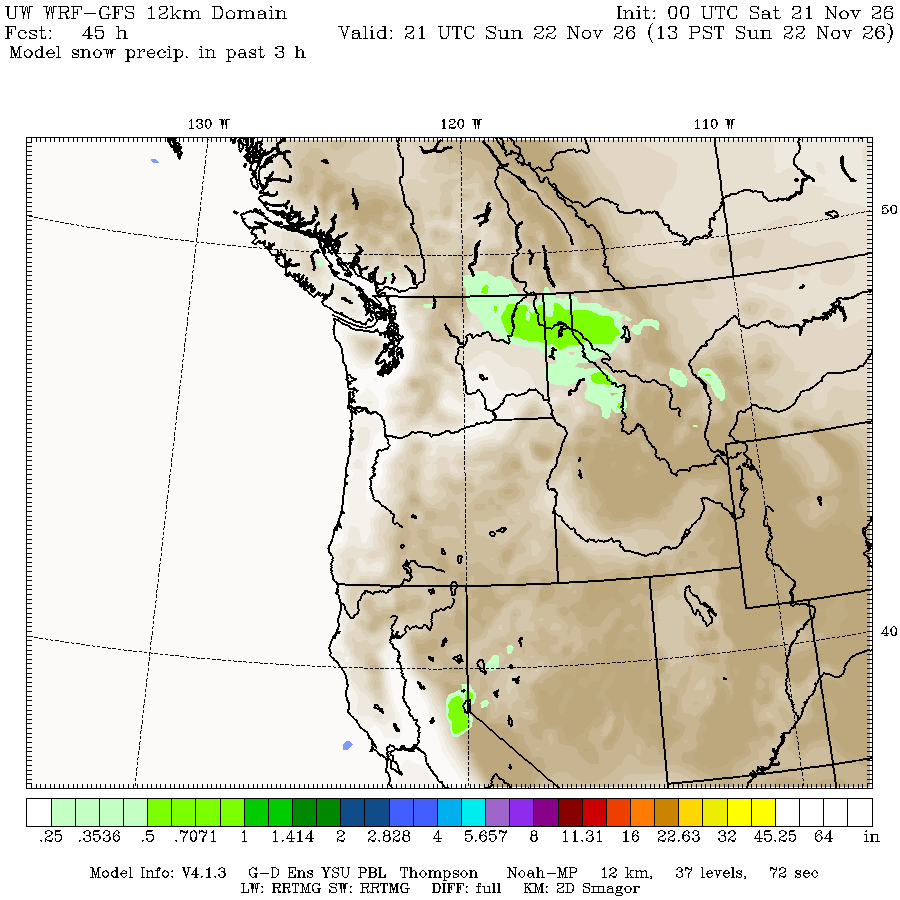 UW WRF-GFS 12km Domain Init: 00 UTC Sat 21 Nov 26
Fcst: 45 h Valid: 21 UTC Sun 22 Nov 26 (13 PST Sun 22 Nov 26)
Model snow precip. in past 3 h
130 W 120 W 110 W
50
40
.25 .3536 .5 .7071 1 1.414 2 2.828 4 5.657 8 11.31 16 22.63 32 45.25 64 in
Model Info: V4.1.3 G-D Ens YSU PBL Thompson Noah-MP 12 km, 37 levels, 72 sec
LW: RRTMG SW: RRTMG DIFF: full KM: 2D Smagor